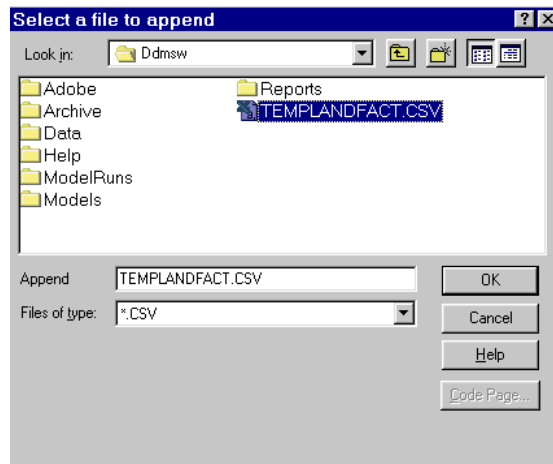 Select a file to append
Look in: Ddmsw
Adobe
Archive
Data
Help
ModelRuns
Models
Reports
TEMPLANDFACT.CSV
Append TEMPLANDFACT.CSV
Files of type: *.CSV
OK
Cancel
Help
Code Page...